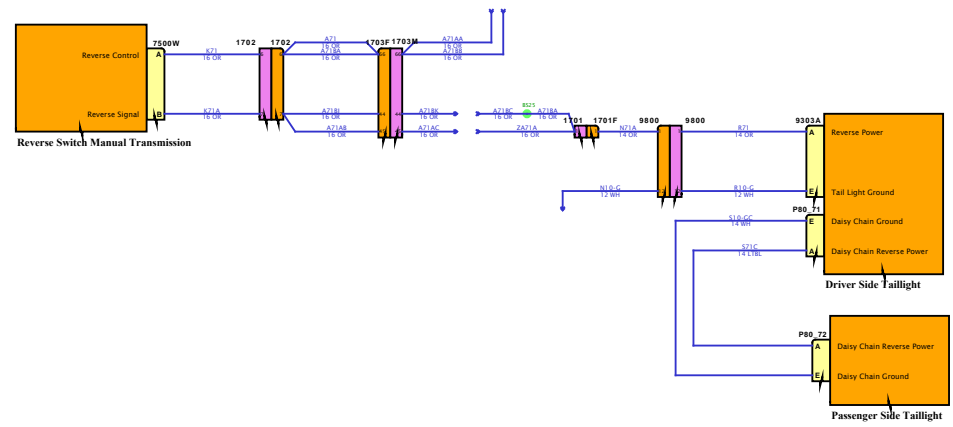 7500W
1702 1702
1703F 1703M
Reverse Control
A
K71
16 OR
A71
16 OR
A71BA
16 OR
66
66
A71AA
16 OR
A71BB
16 OR
Reverse Signal
B
K71A
16 OR
A71BJ
16 OR
A71AB
16 OR
44
44
A71BK
16 OR
A71AC
16 OR
Reverse Switch Manual Transmission
BS25
A71BC
16 OR
A71BA
16 OR
ZA71A
16 OR
1701 1701F
N71A
14 OR
9800 9800
R71
14 OR
9303A
A
Reverse Power
N10-G
12 WH
R10-G
12 WH
E
Tail Light Ground
P80_71
S10-GC
14 WH
E
Daisy Chain Ground
S71C
14 LTBL
A
Daisy Chain Reverse Power
Driver Side Taillight
P80_72
A
Daisy Chain Reverse Power
E
Daisy Chain Ground
Passenger Side Taillight